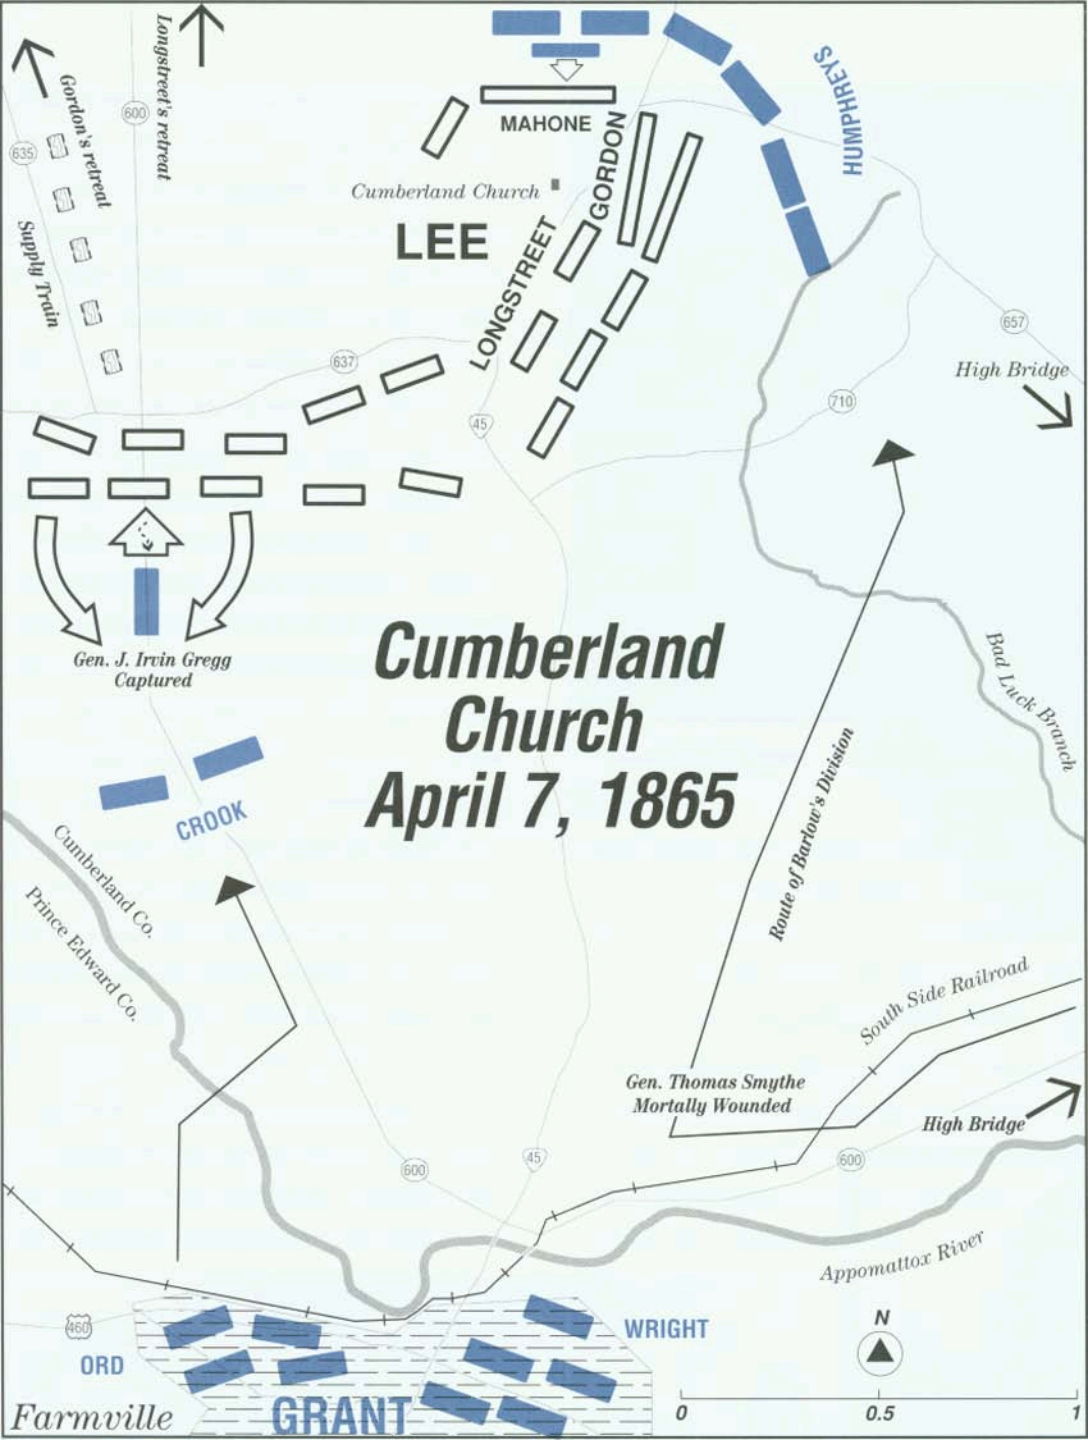 Longstreet's retreat
Gordon's retreat
600
635
Supply Train
HUMPHREYS
MAHONE
GORDON
Cumberland Church
LEE
LONGSTREET
637
45
657
High Bridge
710
Gen. J. Irvin Gregg
Captured
Cumberland
Church
April 7, 1865
Bad Luck Branch
CROOK
Route of Barlow's Division
Cumberland Co.
Prince Edward Co.
South Side Railroad
Gen. Thomas Smythe
Mortally Wounded
High Bridge
600
45
600
Appomattox River
460
ORD
WRIGHT
N
Farmville
GRANT
0
0.5
1